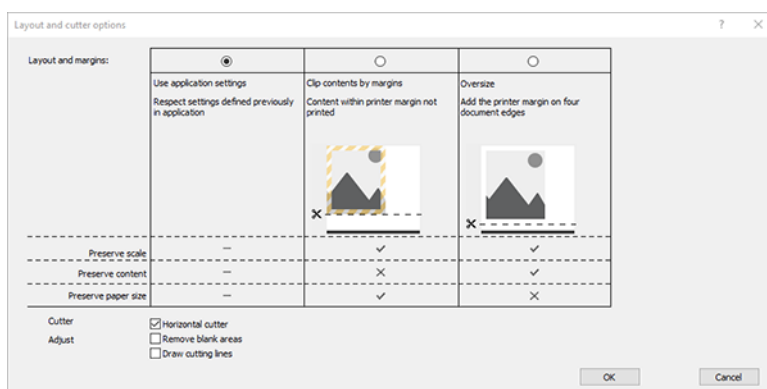 Layout and cutter options
Layout and margins:
Use application settings
Respect settings defined previously
in application
Clip contents by margins
Content within printer margin not
printed
Oversize
Add the printer margin on four
document edges
Preserve scale
Preserve content
Preserve paper size
Cutter
Horizontal cutter
Adjust
Remove blank areas
Draw cutting lines
OK
Cancel